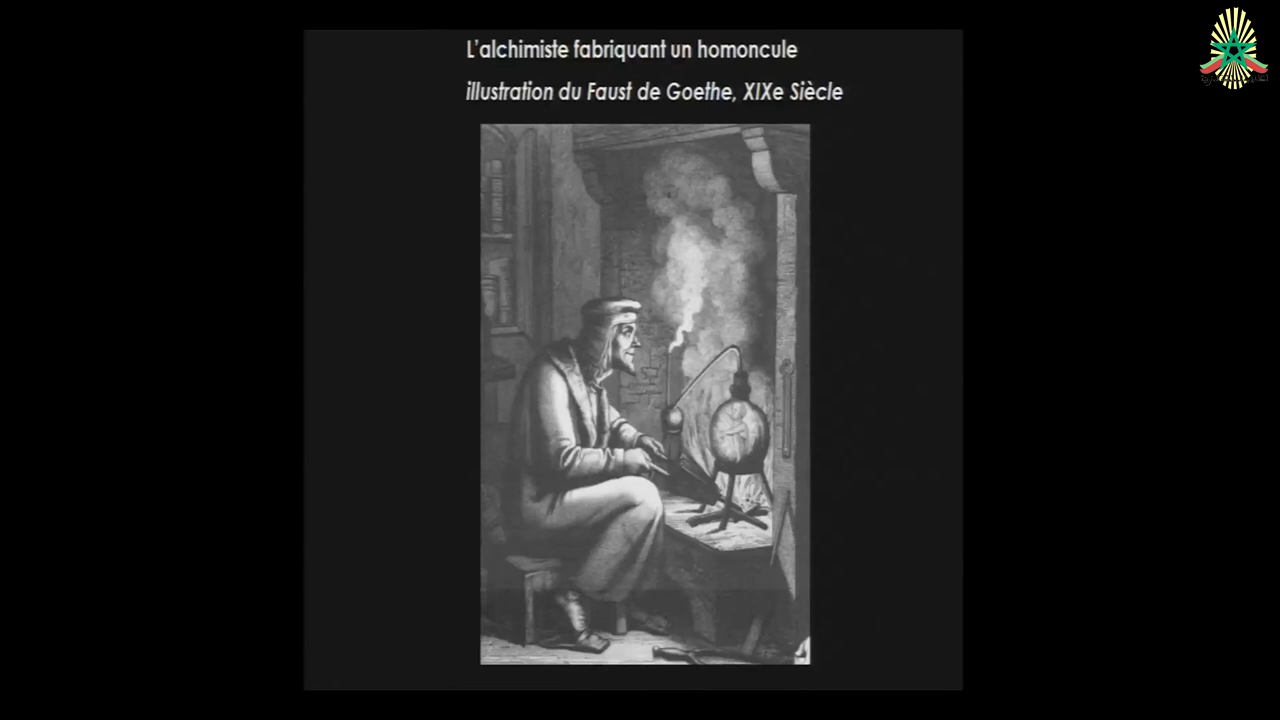 L'alchimiste fabriquant un homoncule
illustration du Faust de Goethe, XIXe Siècle